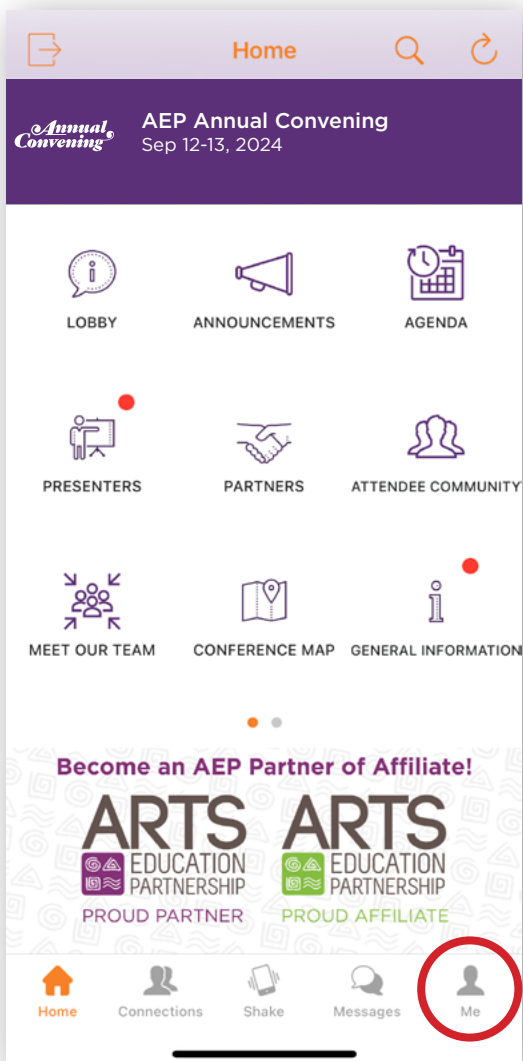 Home
Annual
Convening
AEP Annual Convening
Sep 12-13, 2024
LOBBY
ANNOUNCEMENTS
AGENDA
PRESENTERS
PARTNERS
ATTENDEE COMMUNITY
MEET OUR TEAM
CONFERENCE MAP
GENERAL INFORMATION
Become an AEP Partner of Affiliate!
ARTS
EDUCATION
PARTNERSHIP
PROUD PARTNER
ARTS
EDUCATION
PARTNERSHIP
PROUD AFFILIATE
Home
Connections
Shake
Messages
Me